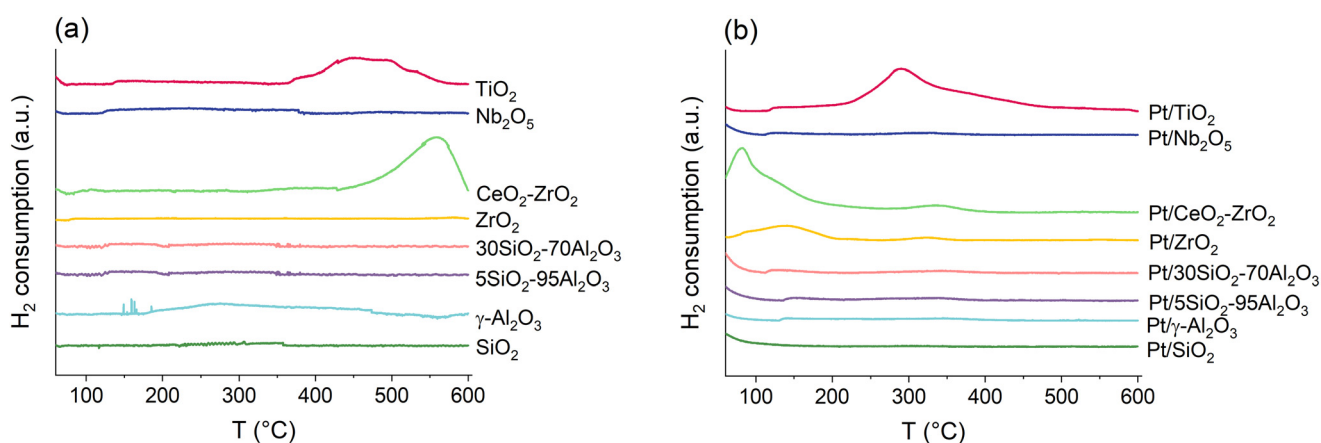 (a)
H₂ consumption (a.u.)
TiO₂
Nb₂O₅
CeO₂-ZrO₂
ZrO₂
30SiO₂-70Al₂O₃
5SiO₂-95Al₂O₃
γ-Al₂O₃
SiO₂
100 200 300 400 500 600
T (°C)
(b)
H₂ consumption (a.u.)
Pt/TiO₂
Pt/Nb₂O₅
Pt/CeO₂-ZrO₂
Pt/ZrO₂
Pt/30SiO₂-70Al₂O₃
Pt/5SiO₂-95Al₂O₃
Pt/γ-Al₂O₃
Pt/SiO₂
100 200 300 400 500 600
T (°C)